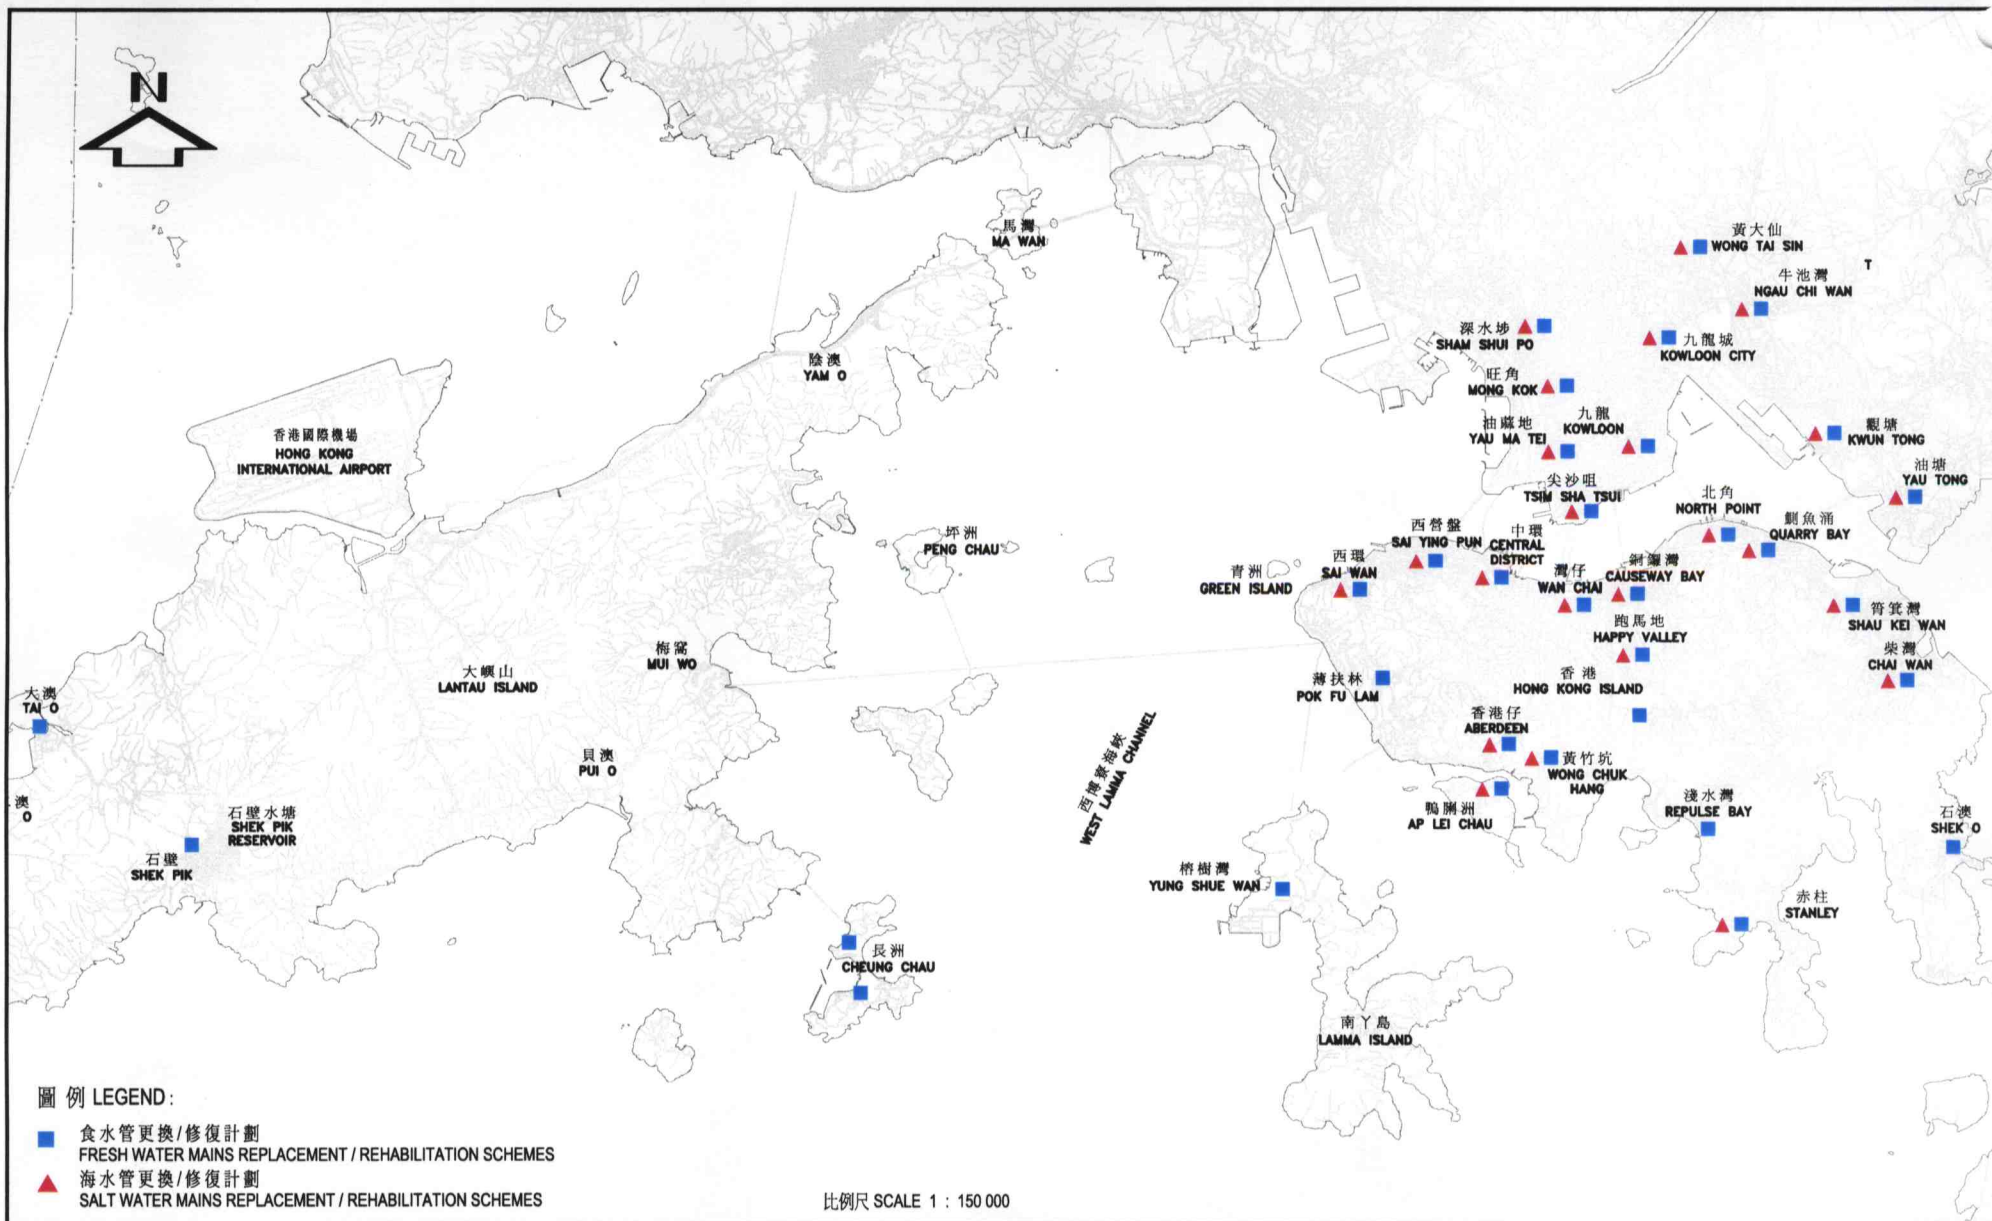 N
馬灣
MA WAN
黃大仙
WONG TAI SIN
T
牛池灣
NGAU CHI WAN
深水埗
SHAM SHUI PO
九龍城
KOWLOON CITY
陰澳
YAM O
旺角
MONG KOK
香港國際機場
HONG KONG
INTERNATIONAL AIRPORT
油蔴地
YAU MA TEI
九龍
KOWLOON
觀塘
KWUN TONG
油塘
YAU TONG
尖沙咀
TSIM SHA TSUI
北角
NORTH POINT
鰂魚涌
QUARRY BAY
坪洲
PENG CHAU
西營盤
SAI YING PUN
中環
CENTRAL
DISTRICT
西環
SAI WAN
青洲
GREEN ISLAND
灣仔
WAN CHAI
銅鑼灣
CAUSEWAY BAY
筲箕灣
SHAU KEI WAN
跑馬地
HAPPY VALLEY
柴灣
CHAI WAN
梅窩
MUI WO
大嶼山
LANTAU ISLAND
大澳
TAI O
薄扶林
POK FU LAM
香港
HONG KONG ISLAND
香港仔
ABERDEEN
西博寮海峽
WEST LAMMA CHANNEL
貝澳
PUI O
黃竹坑
WONG CHUK
HANG
澳
O
石壁水塘
SHEK PIK
RESERVOIR
鴨脷洲
AP LEI CHAU
淺水灣
REPULSE BAY
石澳
SHEK O
石壁
SHEK PIK
榕樹灣
YUNG SHUE WAN
赤柱
STANLEY
長洲
CHEUNG CHAU
南丫島
LAMMA ISLAND
圖例 LEGEND:
食水管更換/修復計劃
FRESH WATER MAINS REPLACEMENT / REHABILITATION SCHEMES
海水管更換/修復計劃
SALT WATER MAINS REPLACEMENT / REHABILITATION SCHEMES
比例尺 SCALE 1 : 150 000